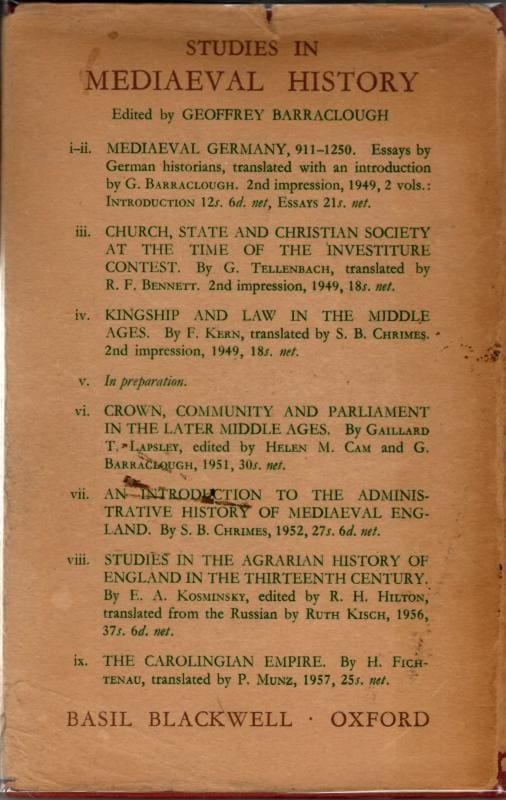 STUDIES IN
MEDIAEVAL HISTORY
Edited by GEOFFREY BARRACLOUGH
i–ii. MEDIAEVAL GERMANY, 911–1250. Essays by
German historians, translated with an introduction
by G. BARRACLOUGH. 2nd impression, 1949, 2 vols.:
INTRODUCTION 12s. 6d. net, ESSAYS 21s. net.
iii. CHURCH, STATE AND CHRISTIAN SOCIETY
AT THE TIME OF THE INVESTITURE
CONTEST. By G. TELLENBACH, translated by
R. F. BENNETT. 2nd impression, 1949, 18s. net.
iv. KINGSHIP AND LAW IN THE MIDDLE
AGES. By F. KERN, translated by S. B. CHRIMES.
2nd impression, 1949, 18s. net.
v. In preparation.
vi. CROWN, COMMUNITY AND PARLIAMENT
IN THE LATER MIDDLE AGES. By GAILLARD
T. LAPSLEY, edited by HELEN M. CAM and G.
BARRACLOUGH, 1951, 30s. net.
vii. AN INTRODUCTION TO THE ADMINIS-
TRATIVE HISTORY OF MEDIAEVAL ENG-
LAND. By S. B. CHRIMES, 1952, 27s. 6d. net.
viii. STUDIES IN THE AGRARIAN HISTORY OF
ENGLAND IN THE THIRTEENTH CENTURY.
By E. A. KOSMINSKY, edited by R. H. HILTON,
translated from the Russian by RUTH KISCH, 1956,
37s. 6d. net.
ix. THE CAROLINGIAN EMPIRE. By H. FICH-
TENAU, translated by P. MUNZ, 1957, 25s. net.
BASIL BLACKWELL · OXFORD